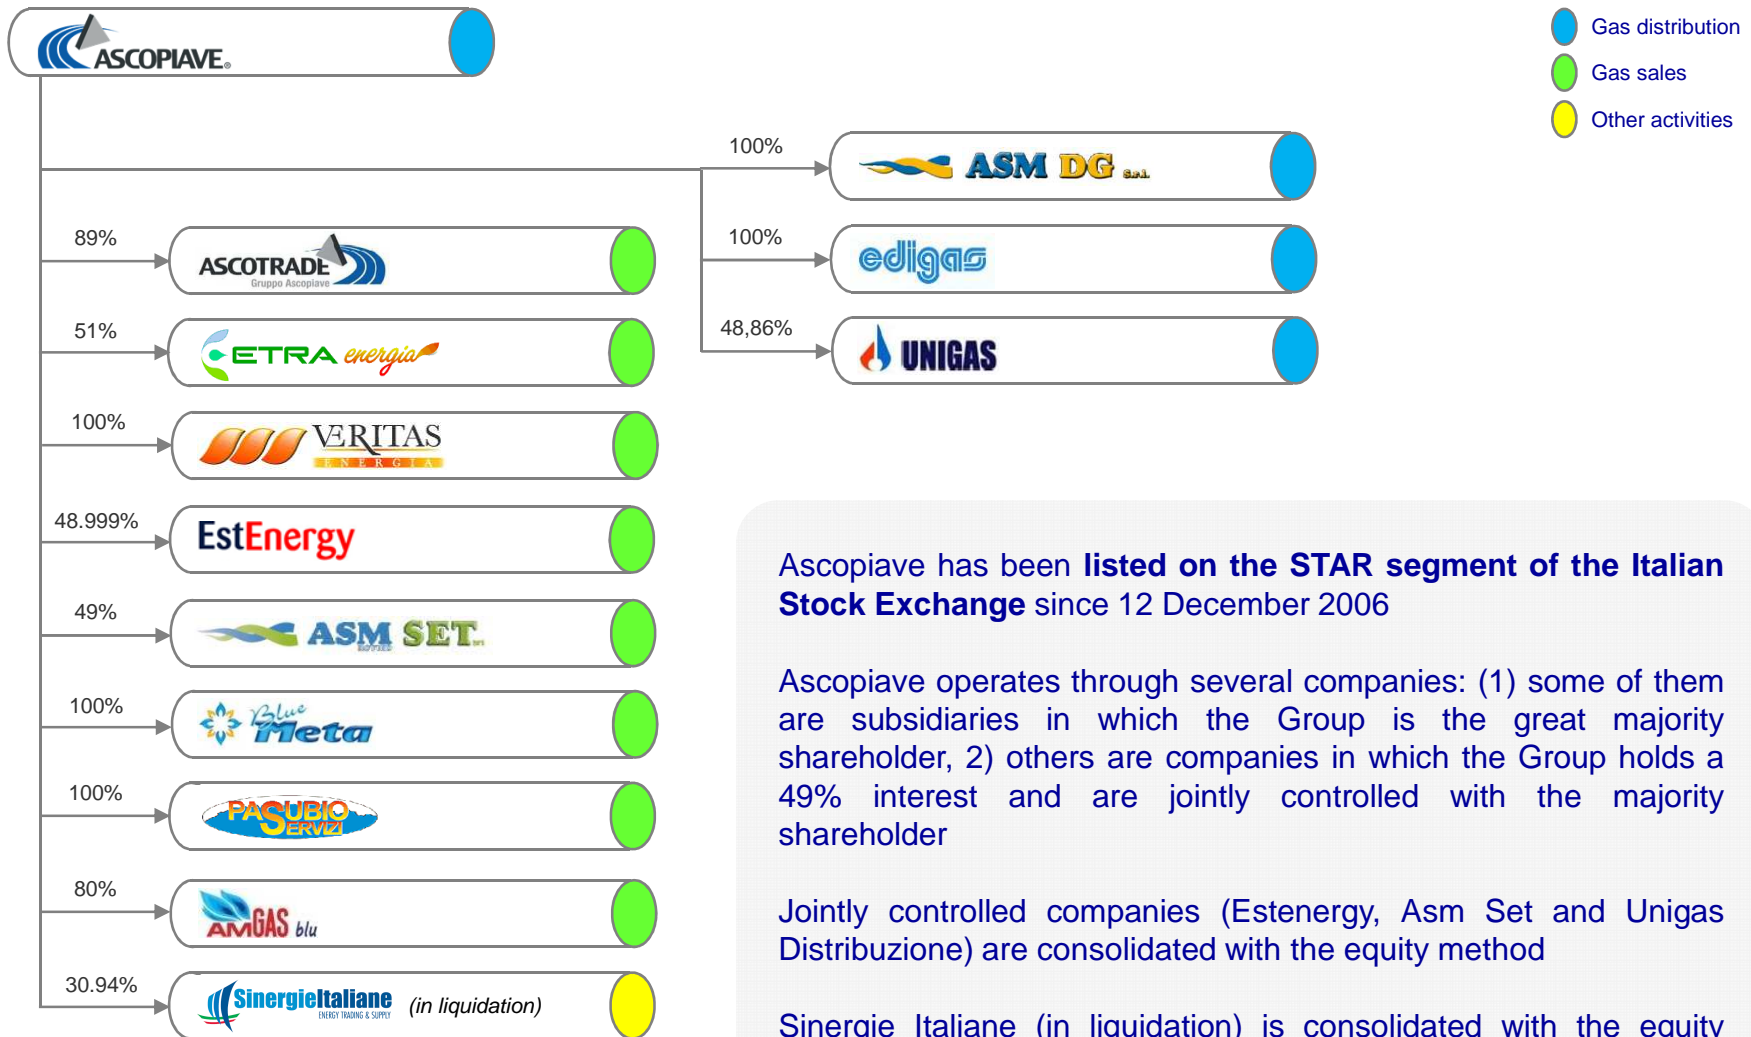 ASCOPIAVE®
Gas distribution
Gas sales
Other activities
100%
ASM DG S.r.l.
89%
ASCOTRADE
Gruppo Ascopiave
100%
edigas
51%
ETRA energia
48,86%
UNIGAS
100%
VERITAS
ENERGIA
48.999%
EstEnergy
49%
ASM SET
ROVIGO
100%
Blue
Meta
100%
PASUBIO
SERVIZI
80%
AMGAS blu
30.94%
SinergieItaliane
ENERGY TRADING & SUPPLY
(in liquidation)
Ascopiave has been listed on the STAR segment of the Italian
Stock Exchange since 12 December 2006
Ascopiave operates through several companies: (1) some of them
are subsidiaries in which the Group is the great majority
shareholder, 2) others are companies in which the Group holds a
49% interest and are jointly controlled with the majority
shareholder
Jointly controlled companies (Estenergy, Asm Set and Unigas
Distribuzione) are consolidated with the equity method
Sinergie Italiane (in liquidation) is consolidated with the equity